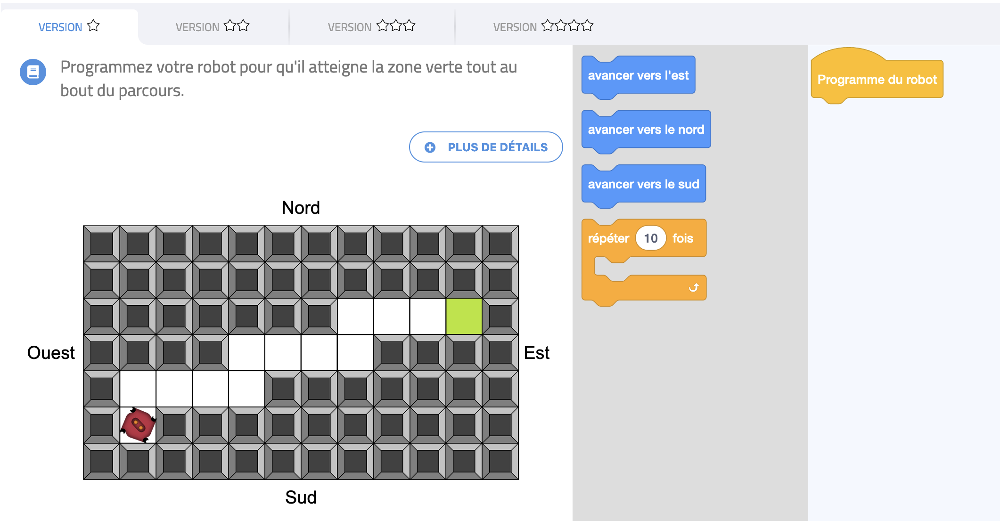 VERSION
VERSION
VERSION
VERSION
Programmez votre robot pour qu'il atteigne la zone verte tout au
bout du parcours.
PLUS DE DÉTAILS
Nord
Ouest
Est
Sud
avancer vers l'est
avancer vers le nord
avancer vers le sud
répéter 10 fois
Programme du robot